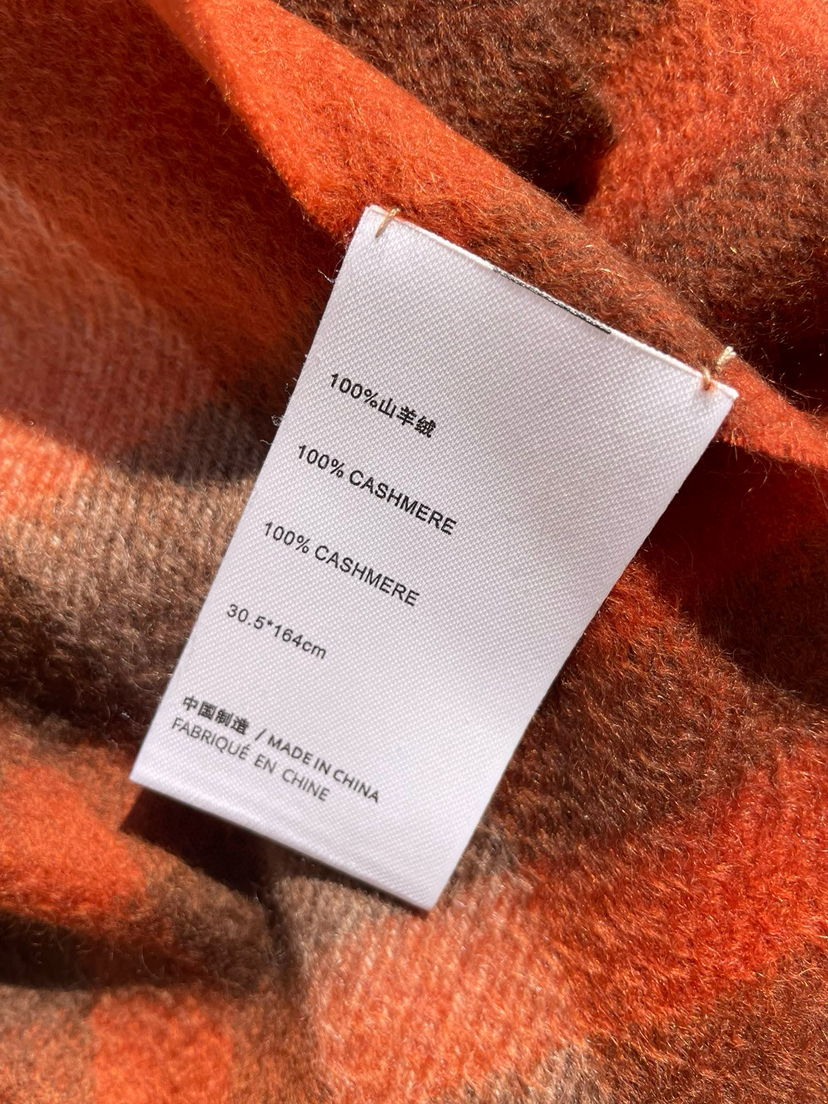 100%山羊绒
100% CASHMERE
100% CASHMERE
30.5*164cm
中国制造 / MADE IN CHINA
FABRIQUÉ EN CHINE